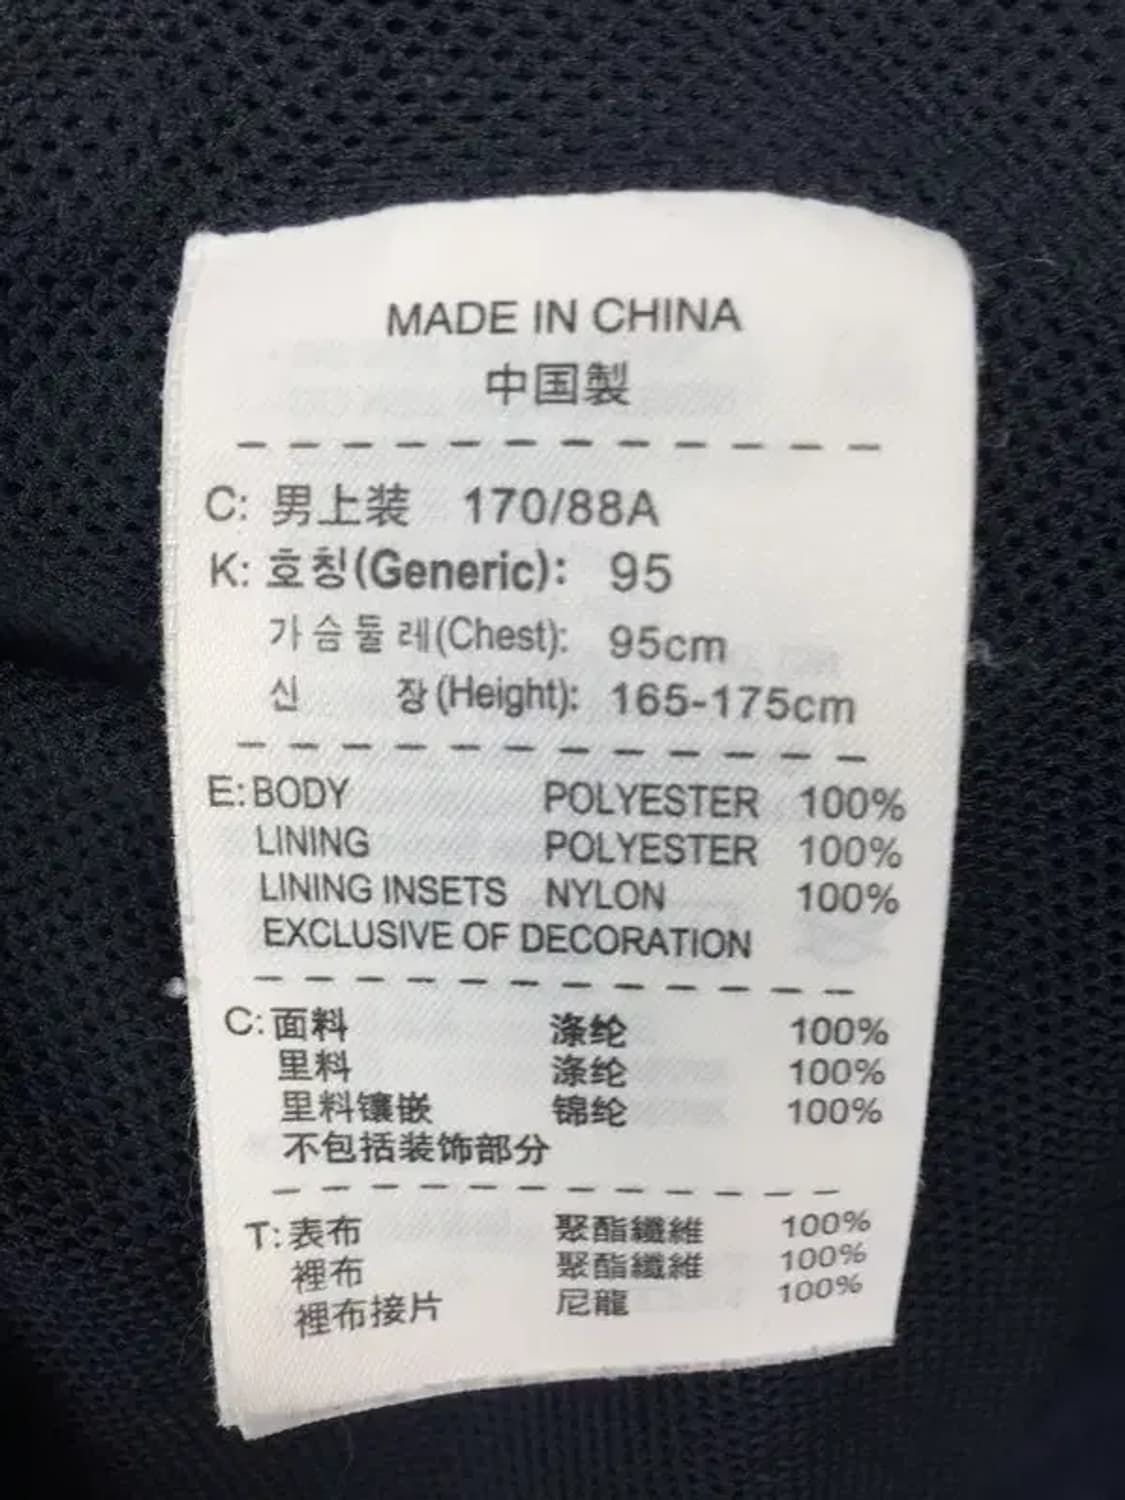 MADE IN CHINA
中国製
C: 男上装 170/88A
K: 호칭(Generic): 95
가슴둘레(Chest): 95cm
신 장(Height): 165-175cm
E: BODY POLYESTER 100%
LINING POLYESTER 100%
LINING INSETS NYLON 100%
EXCLUSIVE OF DECORATION
C: 面料 涤纶 100%
里料 涤纶 100%
里料镶嵌 锦纶 100%
不包括装饰部分
T: 表布 聚酯纖維 100%
裡布 聚酯纖維 100%
裡布接片 尼龍 100%